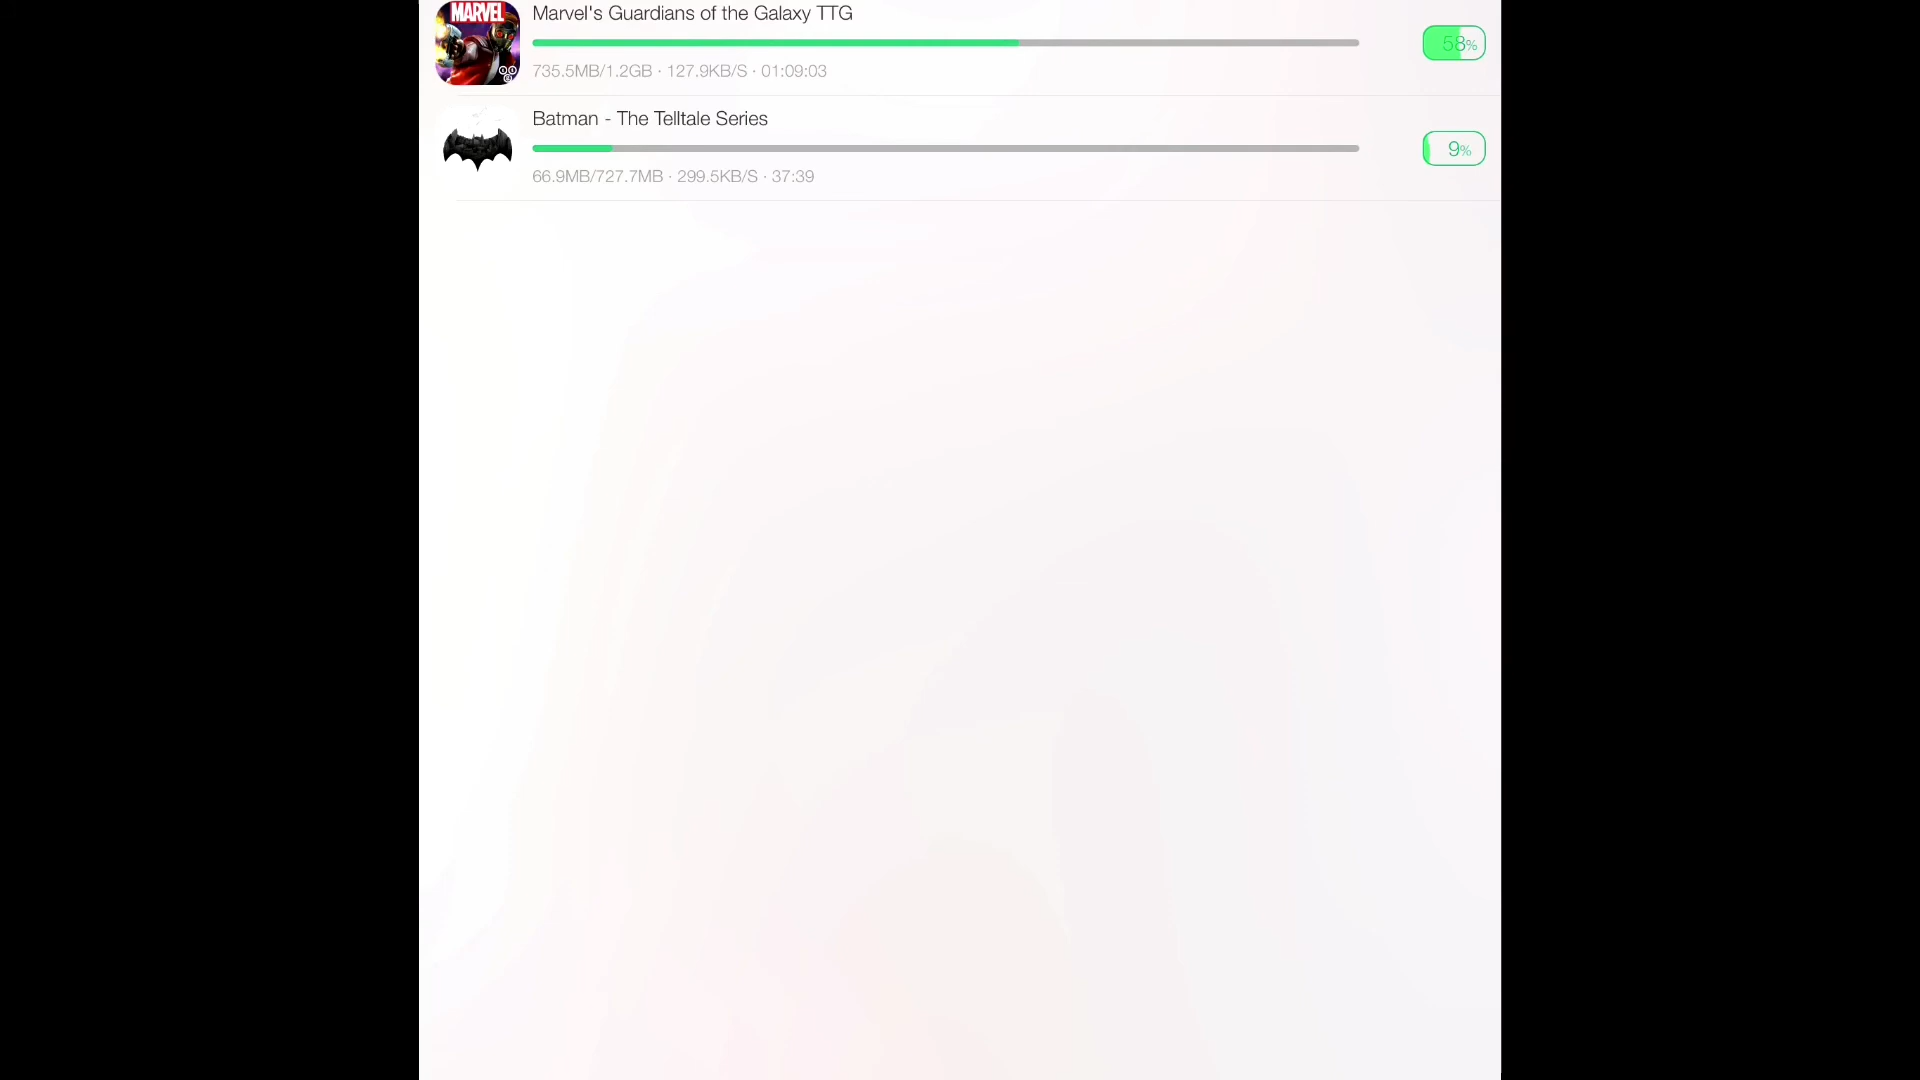 MARVEL
Marvel's Guardians of the Galaxy TTG
58%
735.5MB/1.2GB · 127.9KB/S · 01:09:03
Batman - The Telltale Series
9%
66.9MB/727.7MB · 299.5KB/S · 37:39